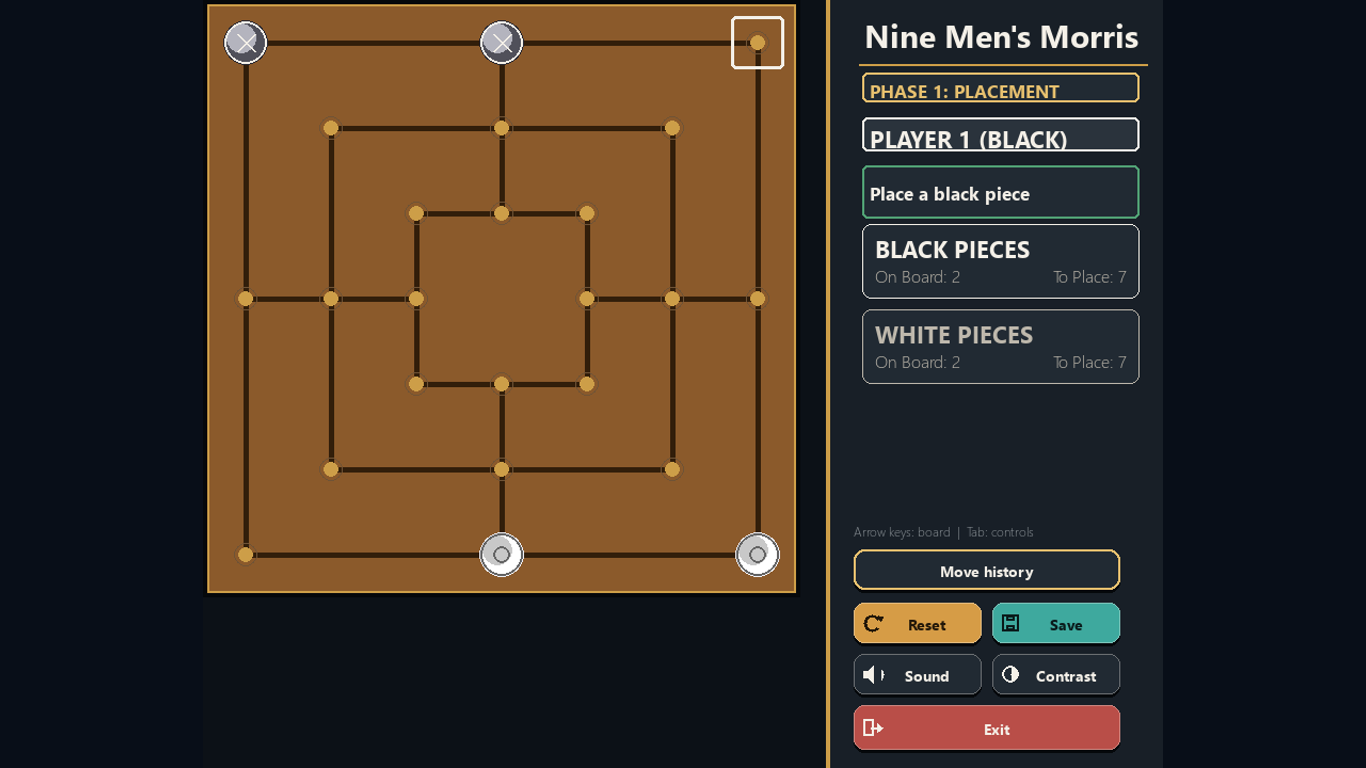 Nine Men's Morris
PHASE 1: PLACEMENT
PLAYER 1 (BLACK)
Place a black piece
BLACK PIECES
On Board: 2 To Place: 7
WHITE PIECES
On Board: 2 To Place: 7
Arrow keys: board | Tab: controls
Move history
Reset Save
Sound Contrast
Exit